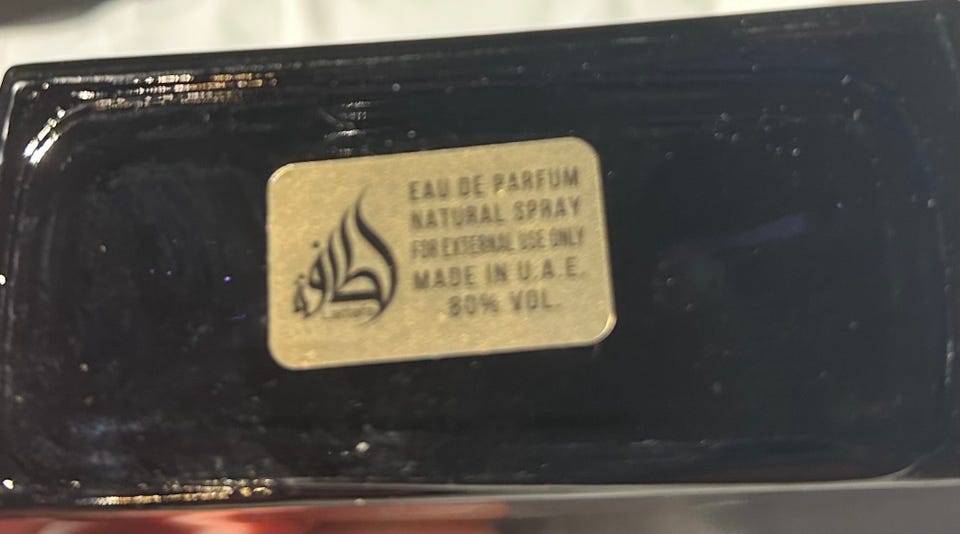 لطافة
EAU DE PARFUM
NATURAL SPRAY
FOR EXTERNAL USE ONLY
MADE IN U.A.E.
80% VOL.